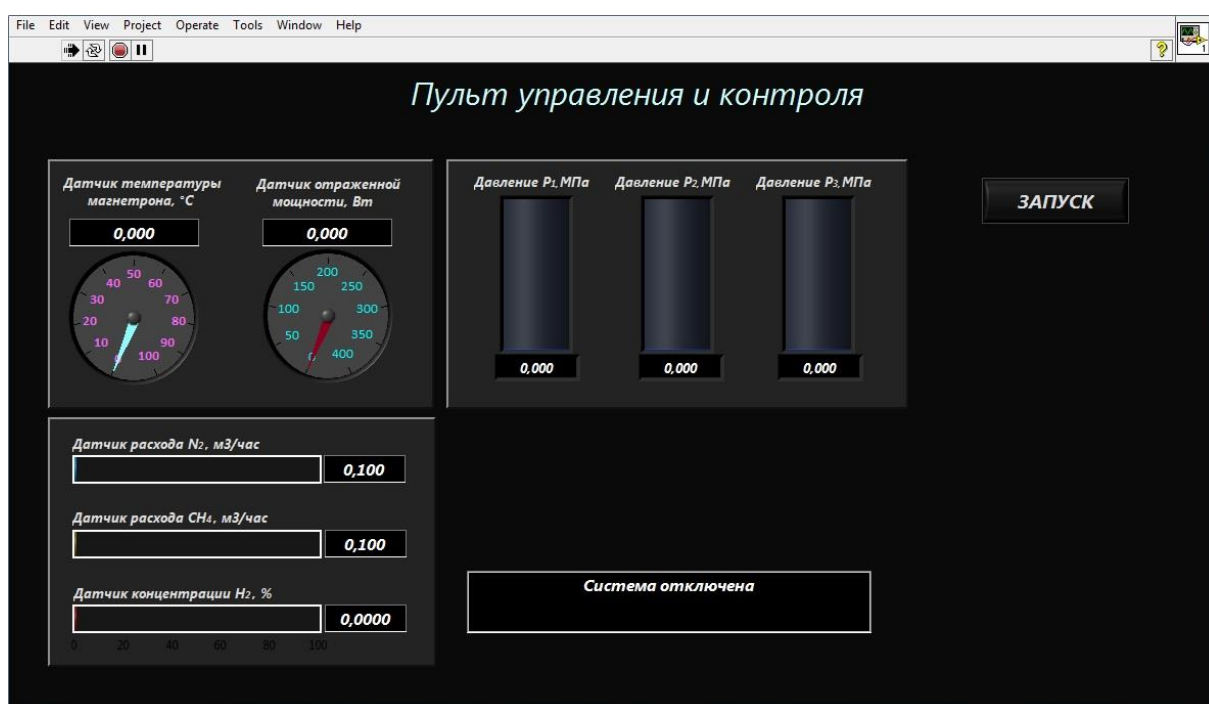 File Edit View Project Operate Tools Window Help
1
Пульт управления и контроля
Датчик температуры
магнетрона, °C
0,000
0 10 20 30 40 50 60 70 80 90 100
Датчик отраженной
мощности, Вт
0,000
0 50 100 150 200 250 300 350 400
Давление P₁, МПа
0,000
Давление P₂, МПа
0,000
Давление P₃, МПа
0,000
ЗАПУСК
Датчик расхода N₂, м3/час
0,100
Датчик расхода CH₄, м3/час
0,100
Датчик концентрации H₂, %
0,0000
0 20 40 60 80 100
Система отключена